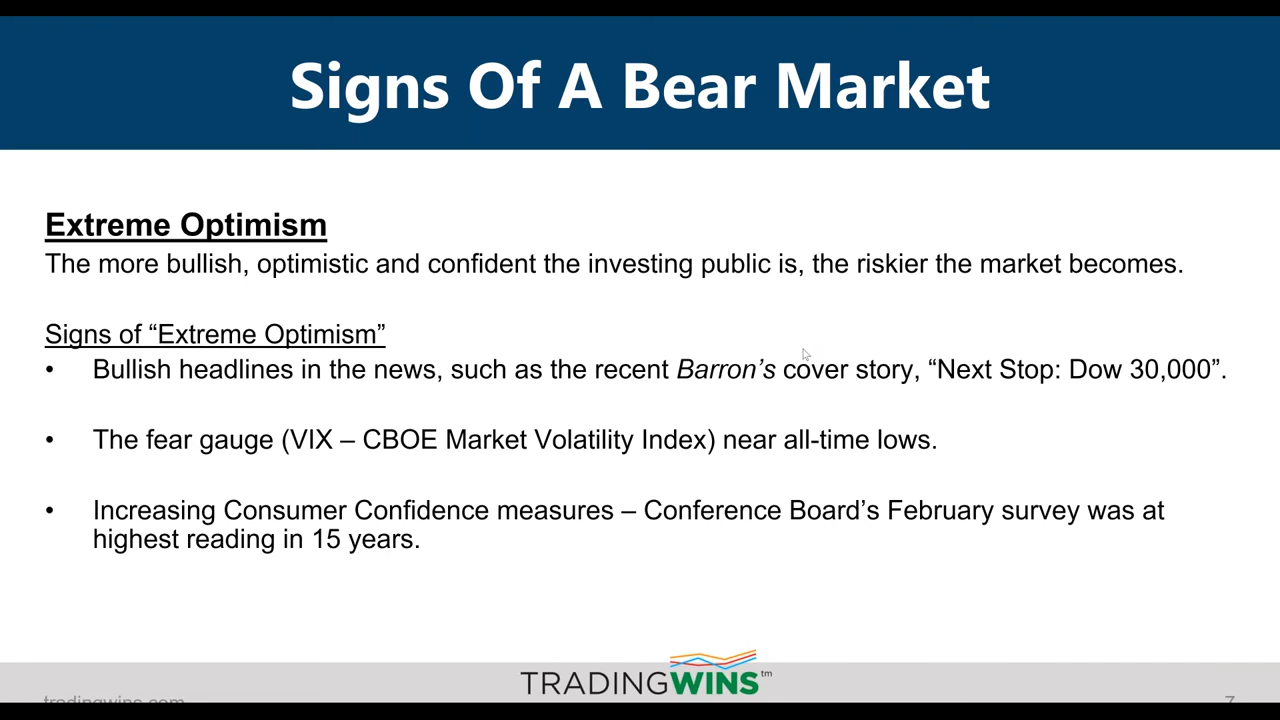 Signs Of A Bear Market
Extreme Optimism
The more bullish, optimistic and confident the investing public is, the riskier the market becomes.
Signs of “Extreme Optimism”
• Bullish headlines in the news, such as the recent Barron’s cover story, “Next Stop: Dow 30,000”.
• The fear gauge (VIX – CBOE Market Volatility Index) near all-time lows.
• Increasing Consumer Confidence measures – Conference Board’s February survey was at
highest reading in 15 years.
TRADINGWINS™
tradingwins.com
7